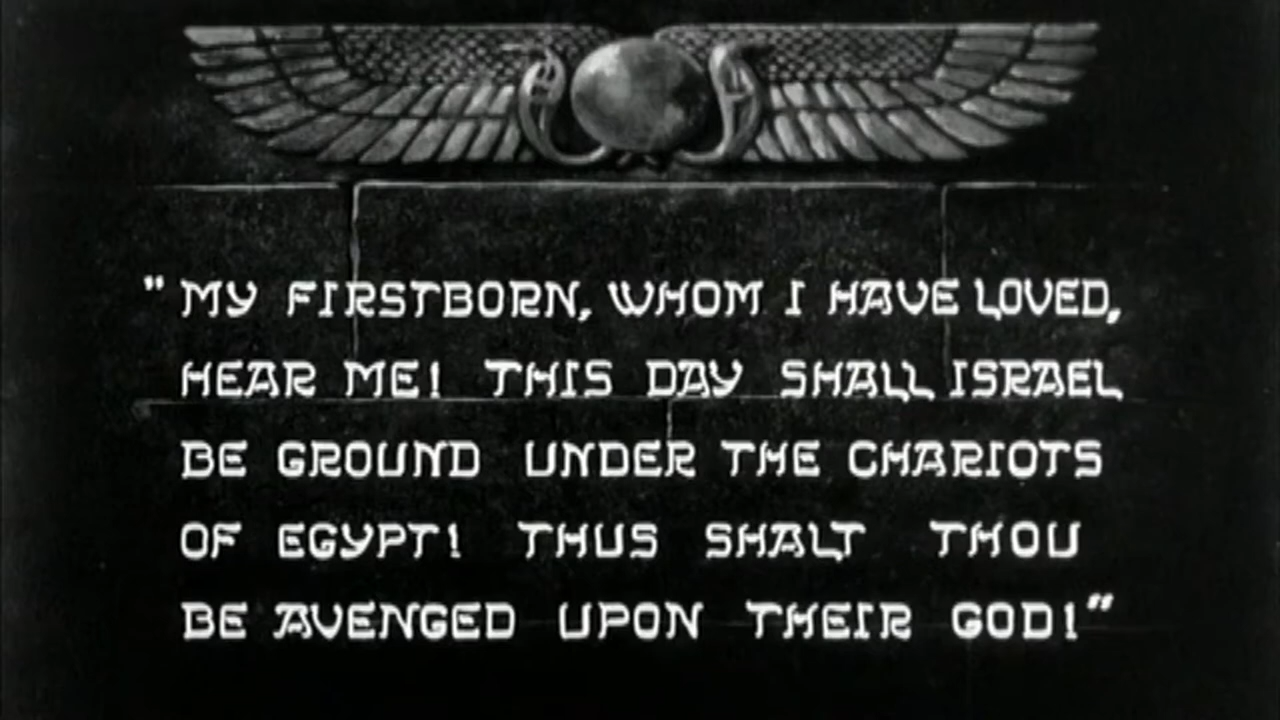 "MY FIRSTBORN, WHOM I HAVE LOVED,
HEAR ME! THIS DAY SHALL ISRAEL
BE GROUND UNDER THE CHARIOTS
OF EGYPT! THUS SHALT THOU
BE AVENGED UPON THEIR GOD!"